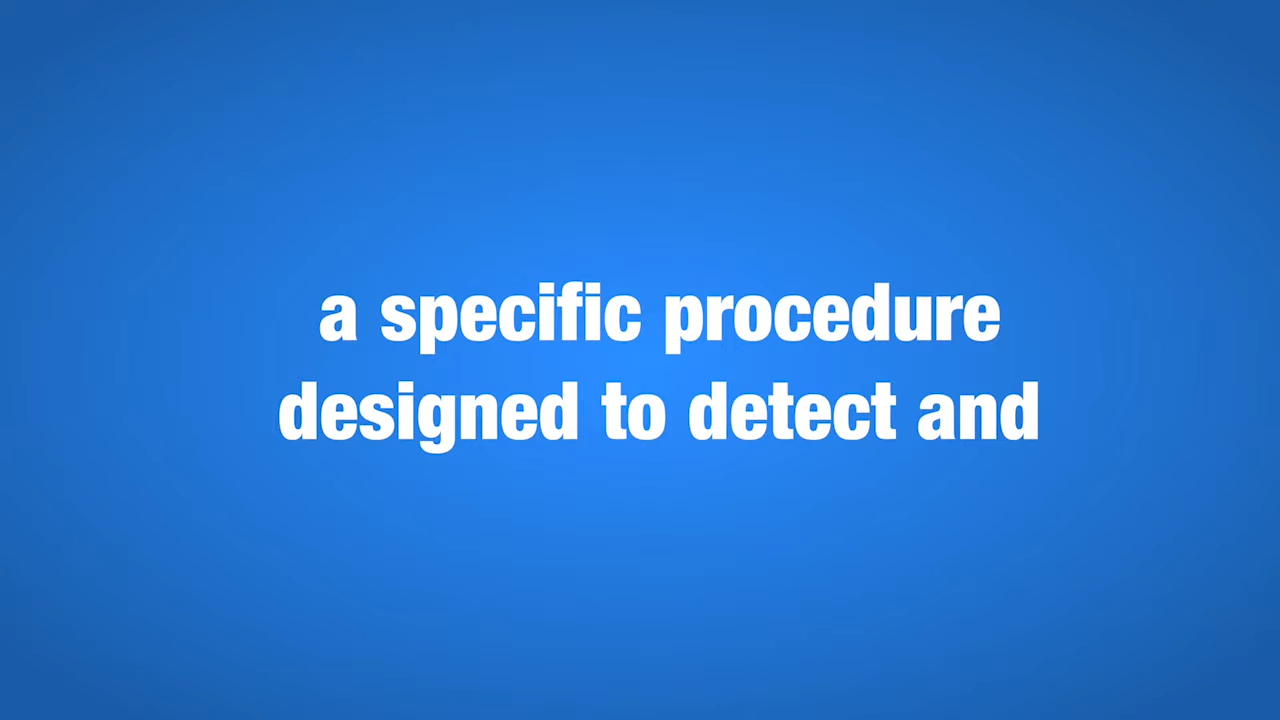 a specific procedure
designed to detect and